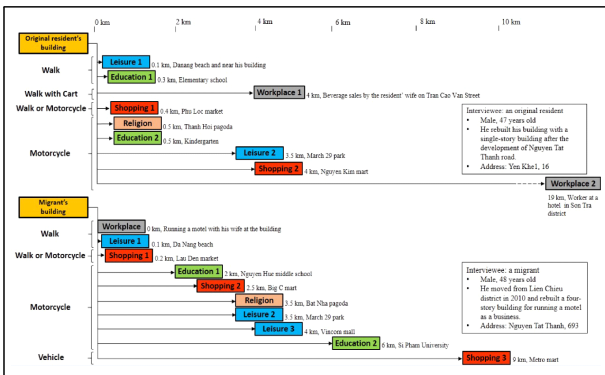 0 km 2 km 4 km 6 km 8 km 10 km
Original resident's
building
Walk
Leisure 1 0.1 km, Danang beach and near his building
Education 1 0.3 km, Elementary school
Walk with Cart
Workplace 1 4 km, Beverage sales by the resident' wife on Tran Cao Van Street
Walk or Motorcycle
Shopping 1 0.4 km, Phu Loc market
Religion 0.5 km, Thanh Hoi pagoda
Education 2 0.5 km, Kindergarten
Motorcycle
Leisure 2 3.5 km, March 29 park
Shopping 2 4 km, Nguyen Kim mart
Workplace 2
19 km, Worker at a
hotel in Son Tra
district
Interviewee: an original resident
• Male, 47 years old
• He rebuilt his building with a
single-story building after the
development of Nguyen Tat
Thanh road.
• Address: Yen Khe1, 16
Migrant's
building
Walk
Workplace 0 km, Running a motel with his wife at the building
Leisure 1 0.1 km, Da Nang beach
Walk or Motorcycle
Shopping 1 0.2 km, Lau Den market
Education 1 2 km, Nguyen Hue middle school
Shopping 2 2.5 km, Big C mart
Motorcycle
Religion 3.5 km, Bat Nha pagoda
Leisure 2 3.5 km, March 29 park
Leisure 3 4 km, Vincom mall
Education 2 6 km, Si Pham University
Vehicle
Shopping 3 9 km, Metro mart
Interviewee: a migrant
• Male, 48 years old
• He moved from Lien Chieu
district in 2010 and rebuilt a four-
story building for running a motel
as a business.
• Address: Nguyen Tat Thanh, 693